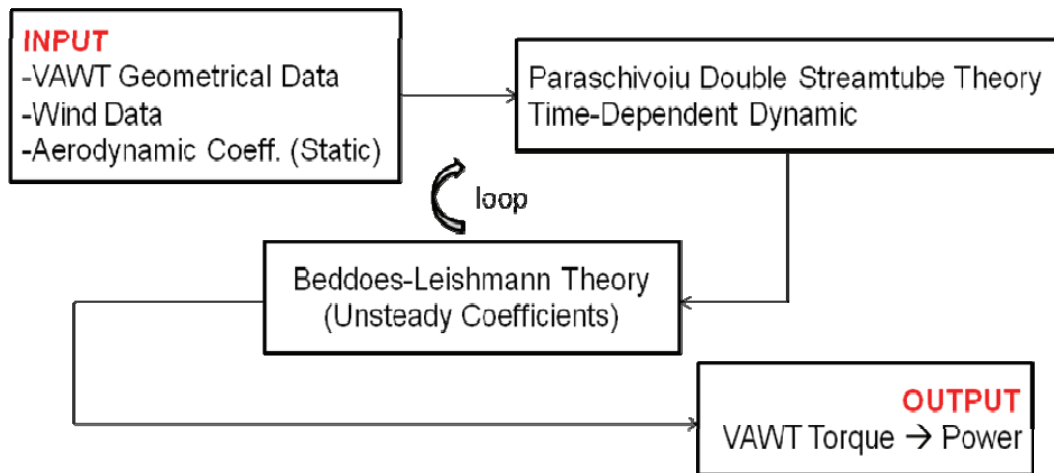 INPUT
-VAWT Geometrical Data
-Wind Data
-Aerodynamic Coeff. (Static)
Paraschivoiu Double Streamtube Theory
Time-Dependent Dynamic
loop
Beddoes-Leishmann Theory
(Unsteady Coefficients)
OUTPUT
VAWT Torque → Power